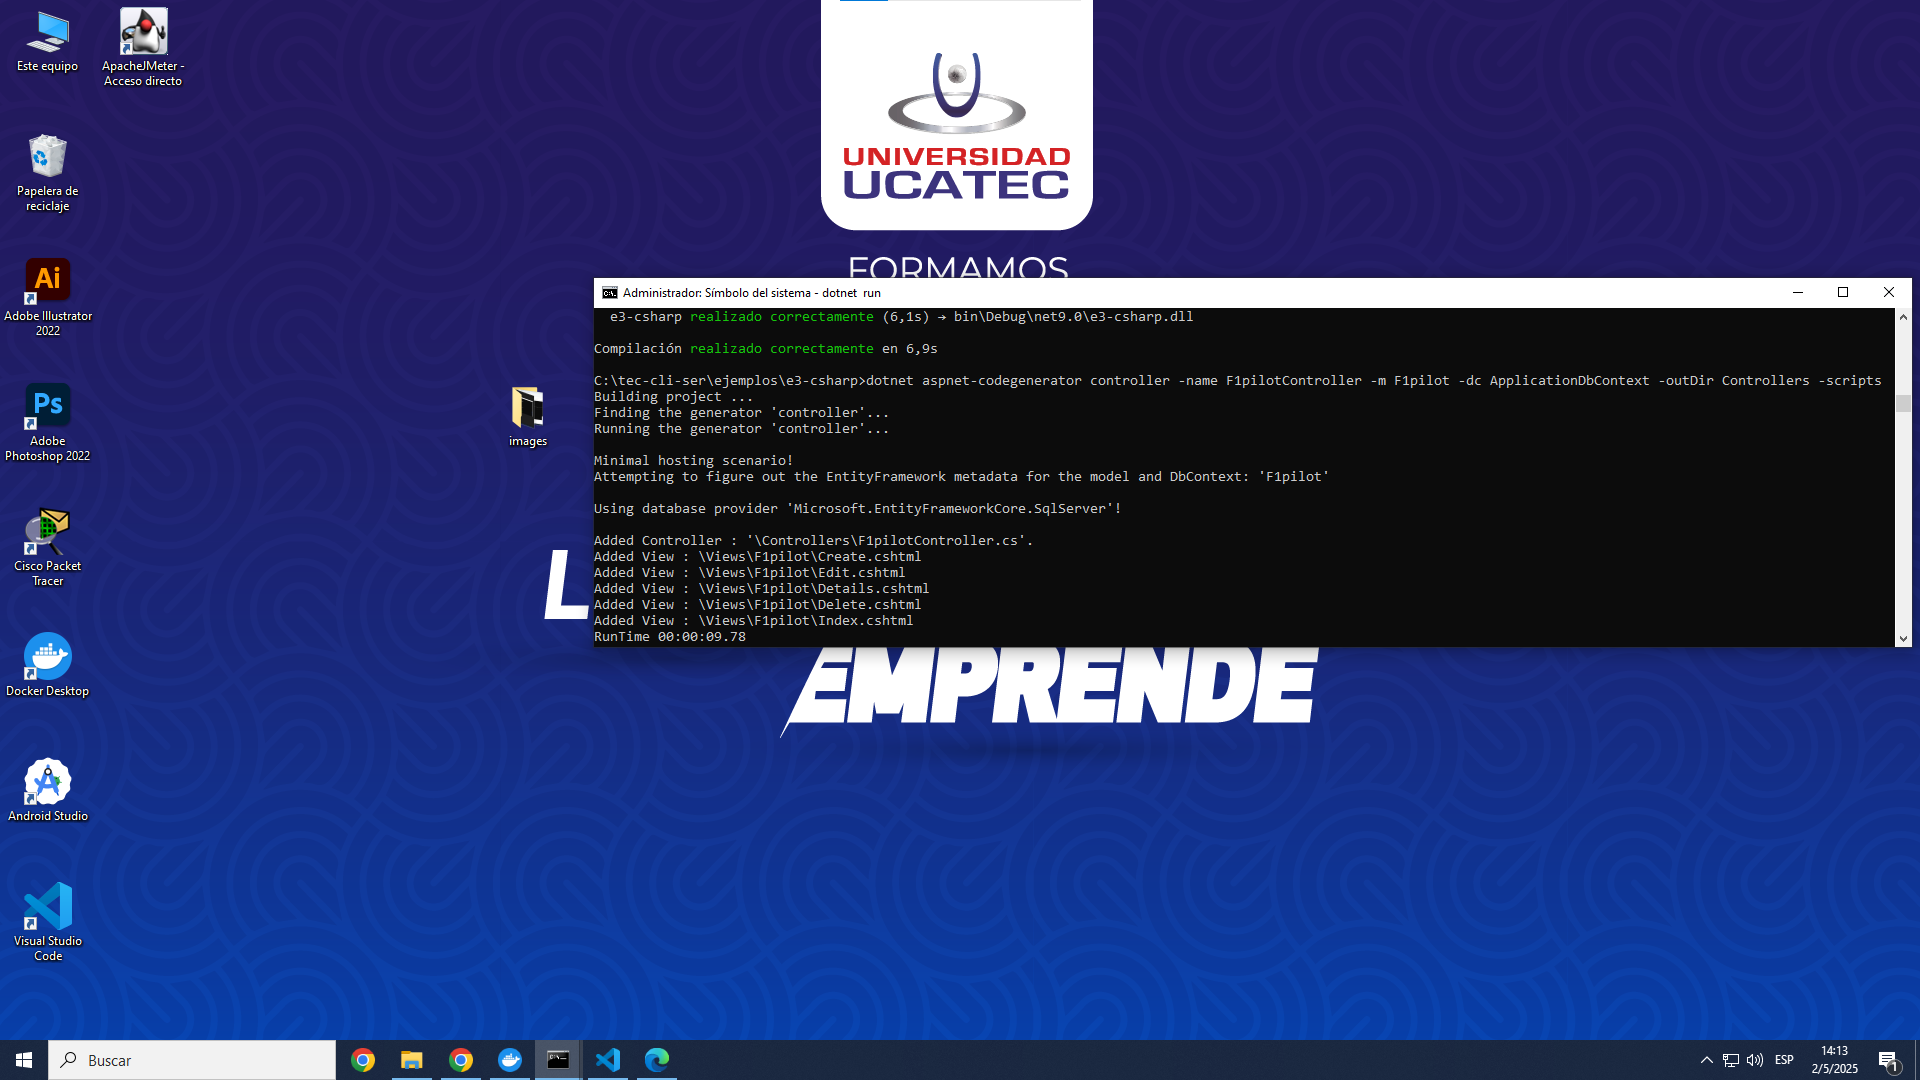 Este equipo
ApacheJMeter -
Acceso directo
Papelera de
reciclaje
Ai
Adobe Illustrator
2022
Ps
Adobe
Photoshop 2022
Cisco Packet
Tracer
Docker Desktop
Android Studio
Visual Studio
Code
images
UNIVERSIDAD
UCATEC
FORMAMOS
L
EMPRENDE
Administrador: Símbolo del sistema - dotnet run
e3-csharp realizado correctamente (6,1s) → bin\Debug\net9.0\e3-csharp.dll
Compilación realizado correctamente en 6,9s
C:\tec-cli-ser\ejemplos\e3-csharp>dotnet aspnet-codegenerator controller -name F1pilotController -m F1pilot -dc ApplicationDbContext -outDir Controllers -scripts
Building project ...
Finding the generator 'controller'...
Running the generator 'controller'...
Minimal hosting scenario!
Attempting to figure out the EntityFramework metadata for the model and DbContext: 'F1pilot'
Using database provider 'Microsoft.EntityFrameworkCore.SqlServer'!
Added Controller : '\Controllers\F1pilotController.cs'.
Added View : \Views\F1pilot\Create.cshtml
Added View : \Views\F1pilot\Edit.cshtml
Added View : \Views\F1pilot\Details.cshtml
Added View : \Views\F1pilot\Delete.cshtml
Added View : \Views\F1pilot\Index.cshtml
RunTime 00:00:09.78
Buscar
ESP
14:13
2/5/2025
1